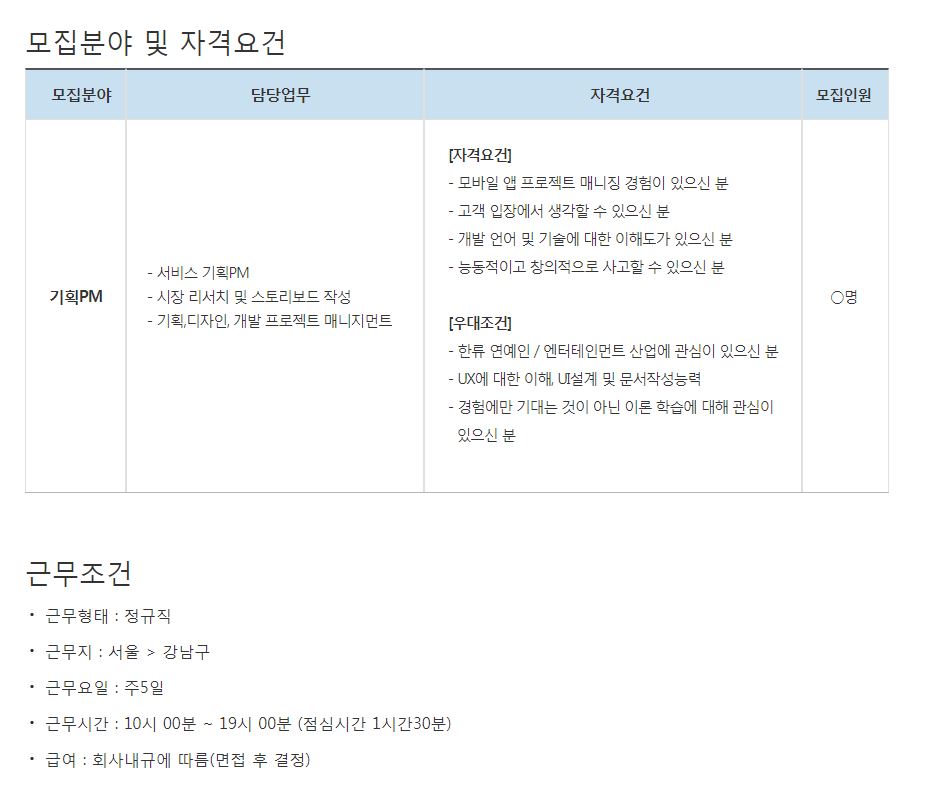 모집분야 및 자격요건
모집분야 담당업무 자격요건 모집인원
기획PM
- 서비스 기획PM
- 시장 리서치 및 스토리보드 작성
- 기획,디자인, 개발 프로젝트 매니지먼트
[자격요건]
- 모바일 앱 프로젝트 매니징 경험이 있으신 분
- 고객 입장에서 생각할 수 있으신 분
- 개발 언어 및 기술에 대한 이해도가 있으신 분
- 능동적이고 창의적으로 사고할 수 있으신 분
[우대조건]
- 한류 연예인 / 엔터테인먼트 산업에 관심이 있으신 분
- UX에 대한 이해, UI설계 및 문서작성능력
- 경험에만 기대는 것이 아닌 이론 학습에 대해 관심이
있으신 분
○명
근무조건
· 근무형태 : 정규직
· 근무지 : 서울 > 강남구
· 근무요일 : 주5일
· 근무시간 : 10시 00분 ~ 19시 00분 (점심시간 1시간30분)
· 급여 : 회사내규에 따름(면접 후 결정)